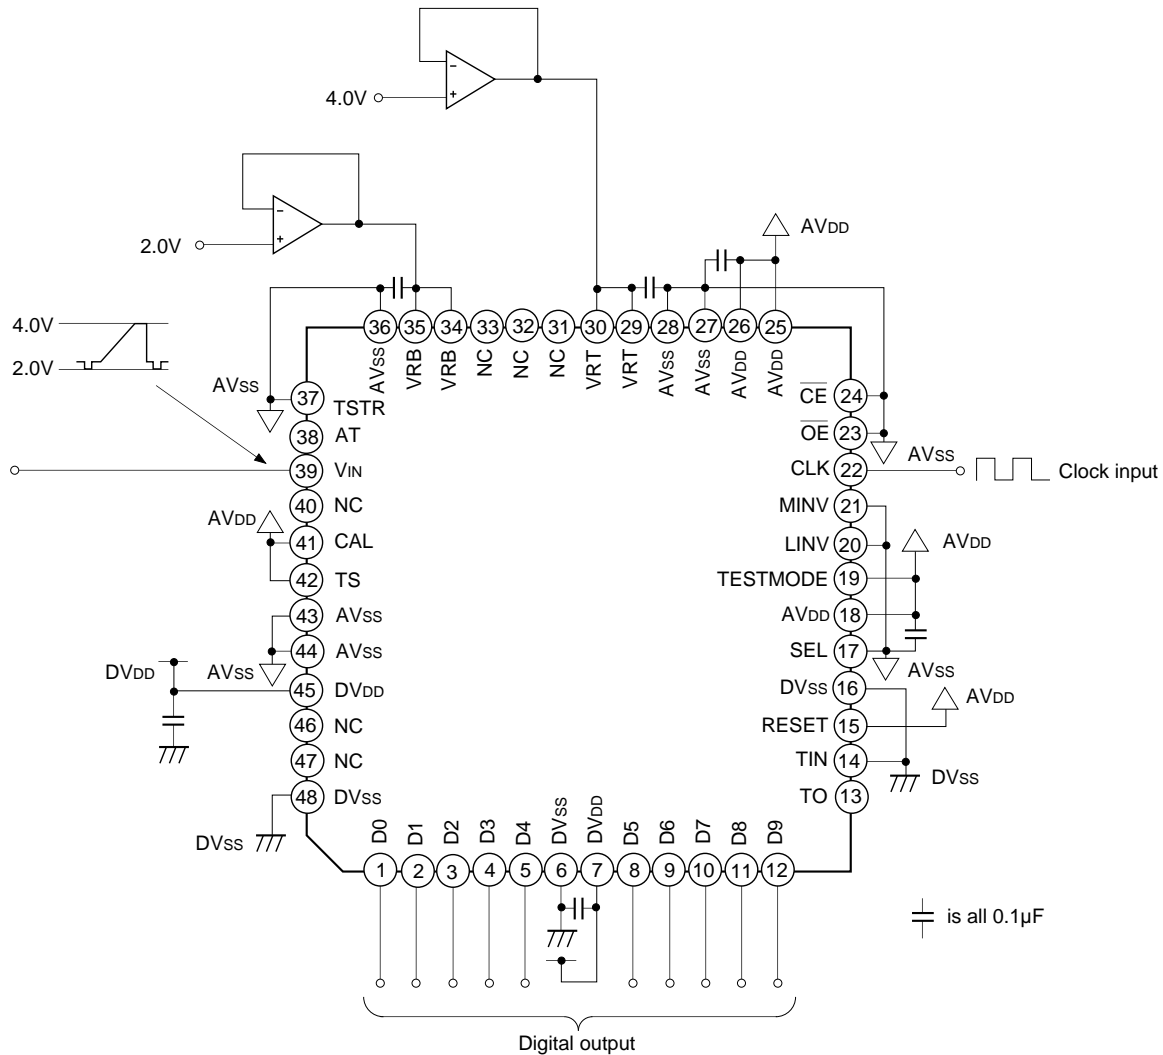 4.0V
−
+
2.0V
−
+
AVDD
4.0V
2.0V
36 35 34 33 32 31 30 29 28 27 26 25
AVSS VRB VRB NC NC NC VRT VRT AVSS AVSS AVDD AVDD
AVSS
37 TSTR
38 AT
39 VIN
40 NC
AVDD
41 CAL
42 TS
43 AVSS
44 AVSS
AVSS
DVDD
45 DVDD
46 NC
47 NC
48 DVSS
DVSS
CE 24
OE 23
AVSS
CLK 22
Clock input
MINV 21
LINV 20
AVDD
TESTMODE 19
AVDD 18
SEL 17
AVSS
DVSS 16
AVDD
RESET 15
TIN 14
DVSS
TO 13
D0 D1 D2 D3 D4 DVSS DVDD D5 D6 D7 D8 D9
1 2 3 4 5 6 7 8 9 10 11 12
is all 0.1µF
Digital output